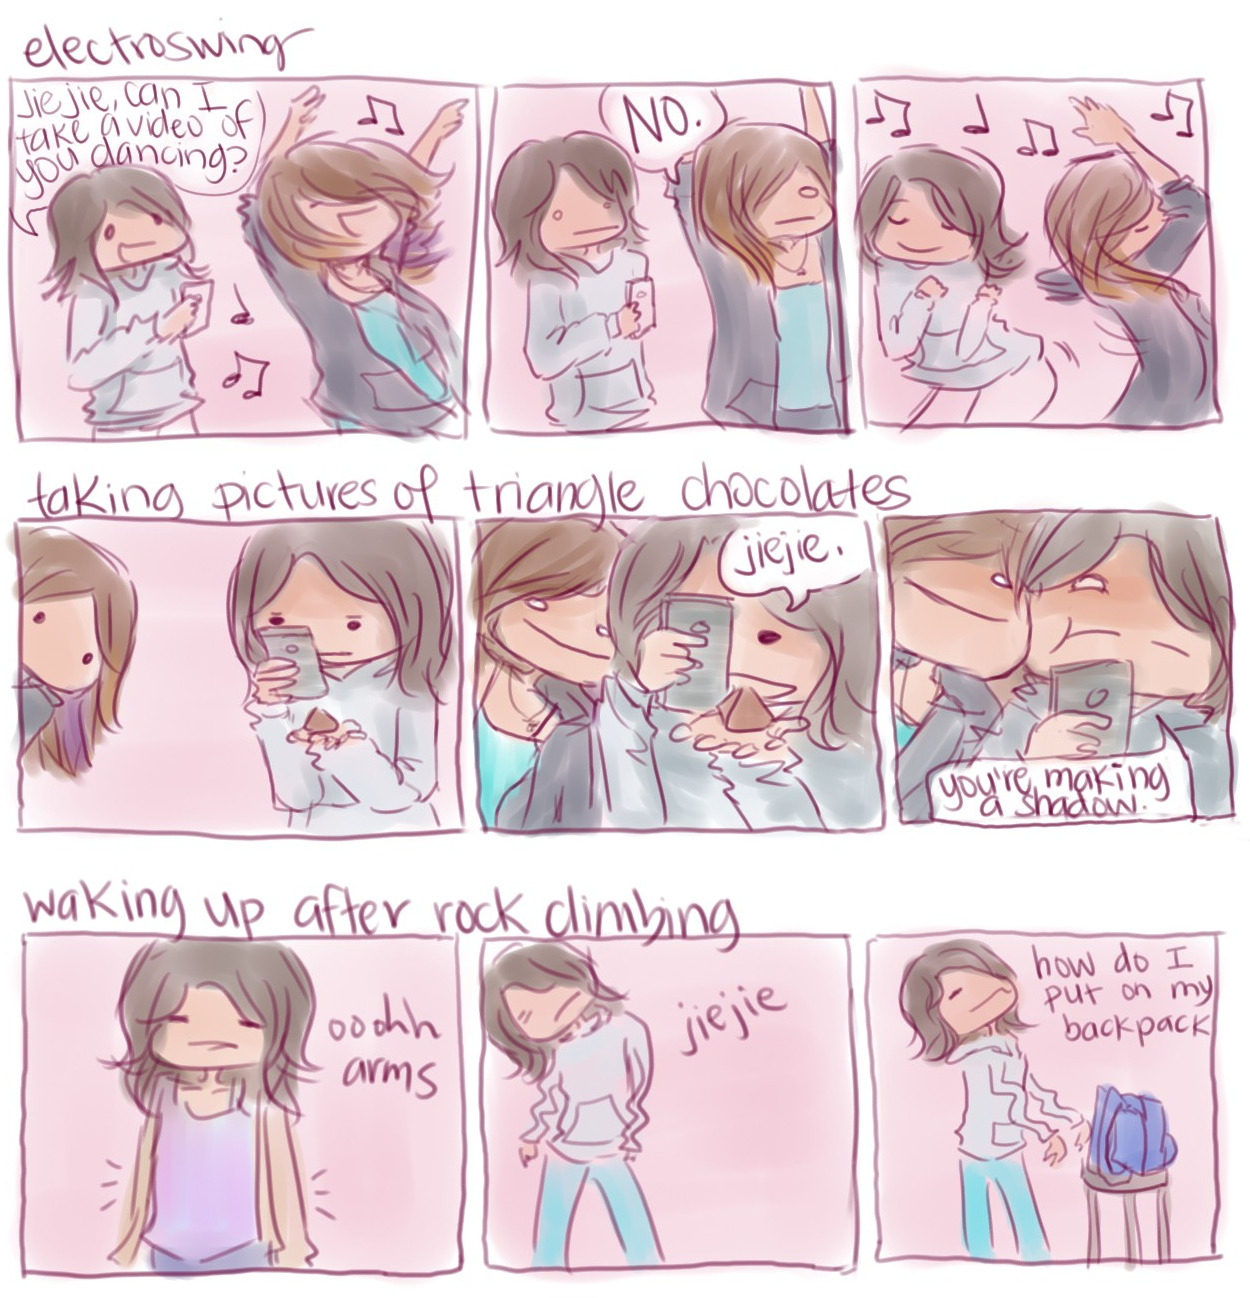 electroswing
Jiejie, can I
take a video of
you dancing?
NO.
taking pictures of triangle chocolates
jiejie.
you're making
a shadow.
waking up after rock climbing
ooohh
arms
jiejie
how do I
put on my
backpack